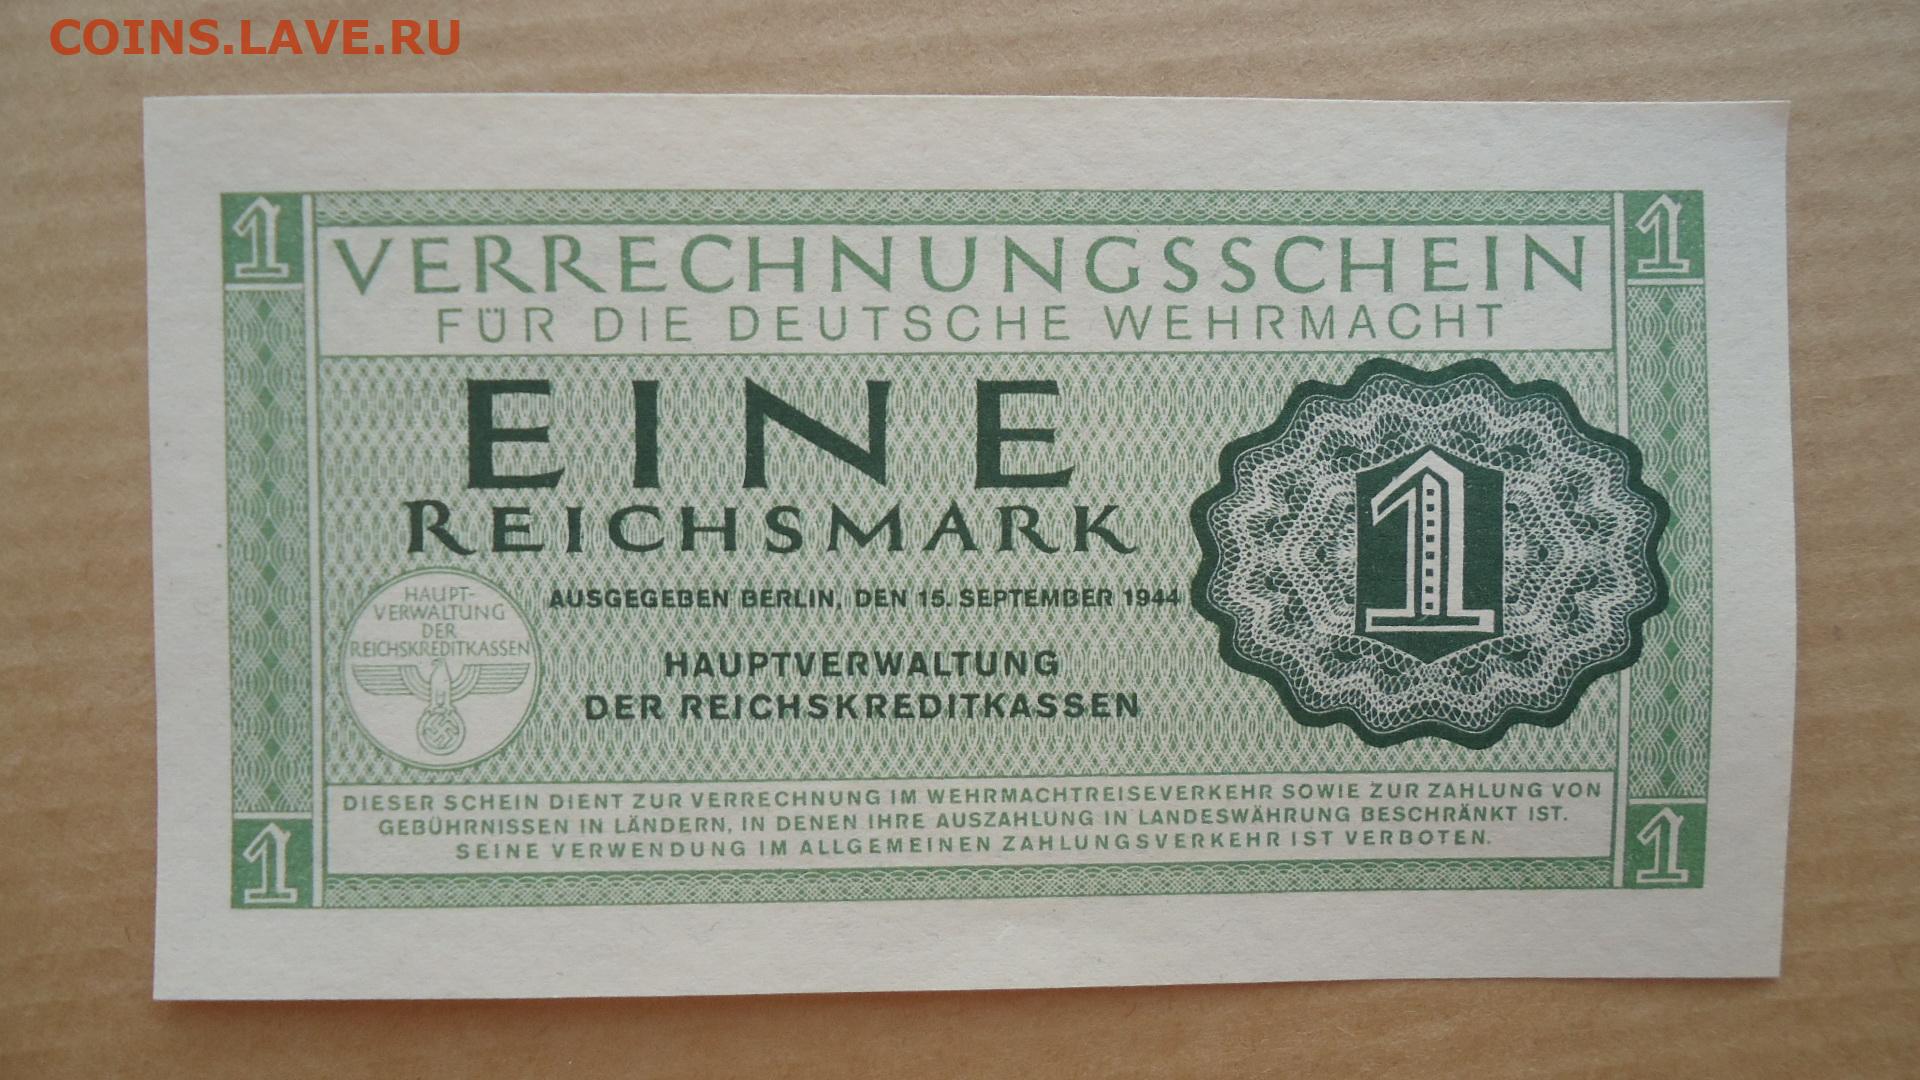 COINS.LAVE.RU
1 1
VERRECHNUNGSSCHEIN
FÜR DIE DEUTSCHE WEHRMACHT
EINE
REICHSMARK
1
AUSGEGEBEN BERLIN, DEN 15. SEPTEMBER 1944
HAUPT-
VERWALTUNG
DER
REICHSKREDITKASSEN
HAUPTVERWALTUNG
DER REICHSKREDITKASSEN
DIESER SCHEIN DIENT ZUR VERRECHNUNG IM WEHRMACHTREISEVERKEHR SOWIE ZUR ZAHLUNG VON
GEBÜHRNISSEN IN LÄNDERN, IN DENEN IHRE AUSZAHLUNG IN LANDESWÄHRUNG BESCHRÄNKT IST.
SEINE VERWENDUNG IM ALLGEMEINEN ZAHLUNGSVERKEHR IST VERBOTEN.
1 1